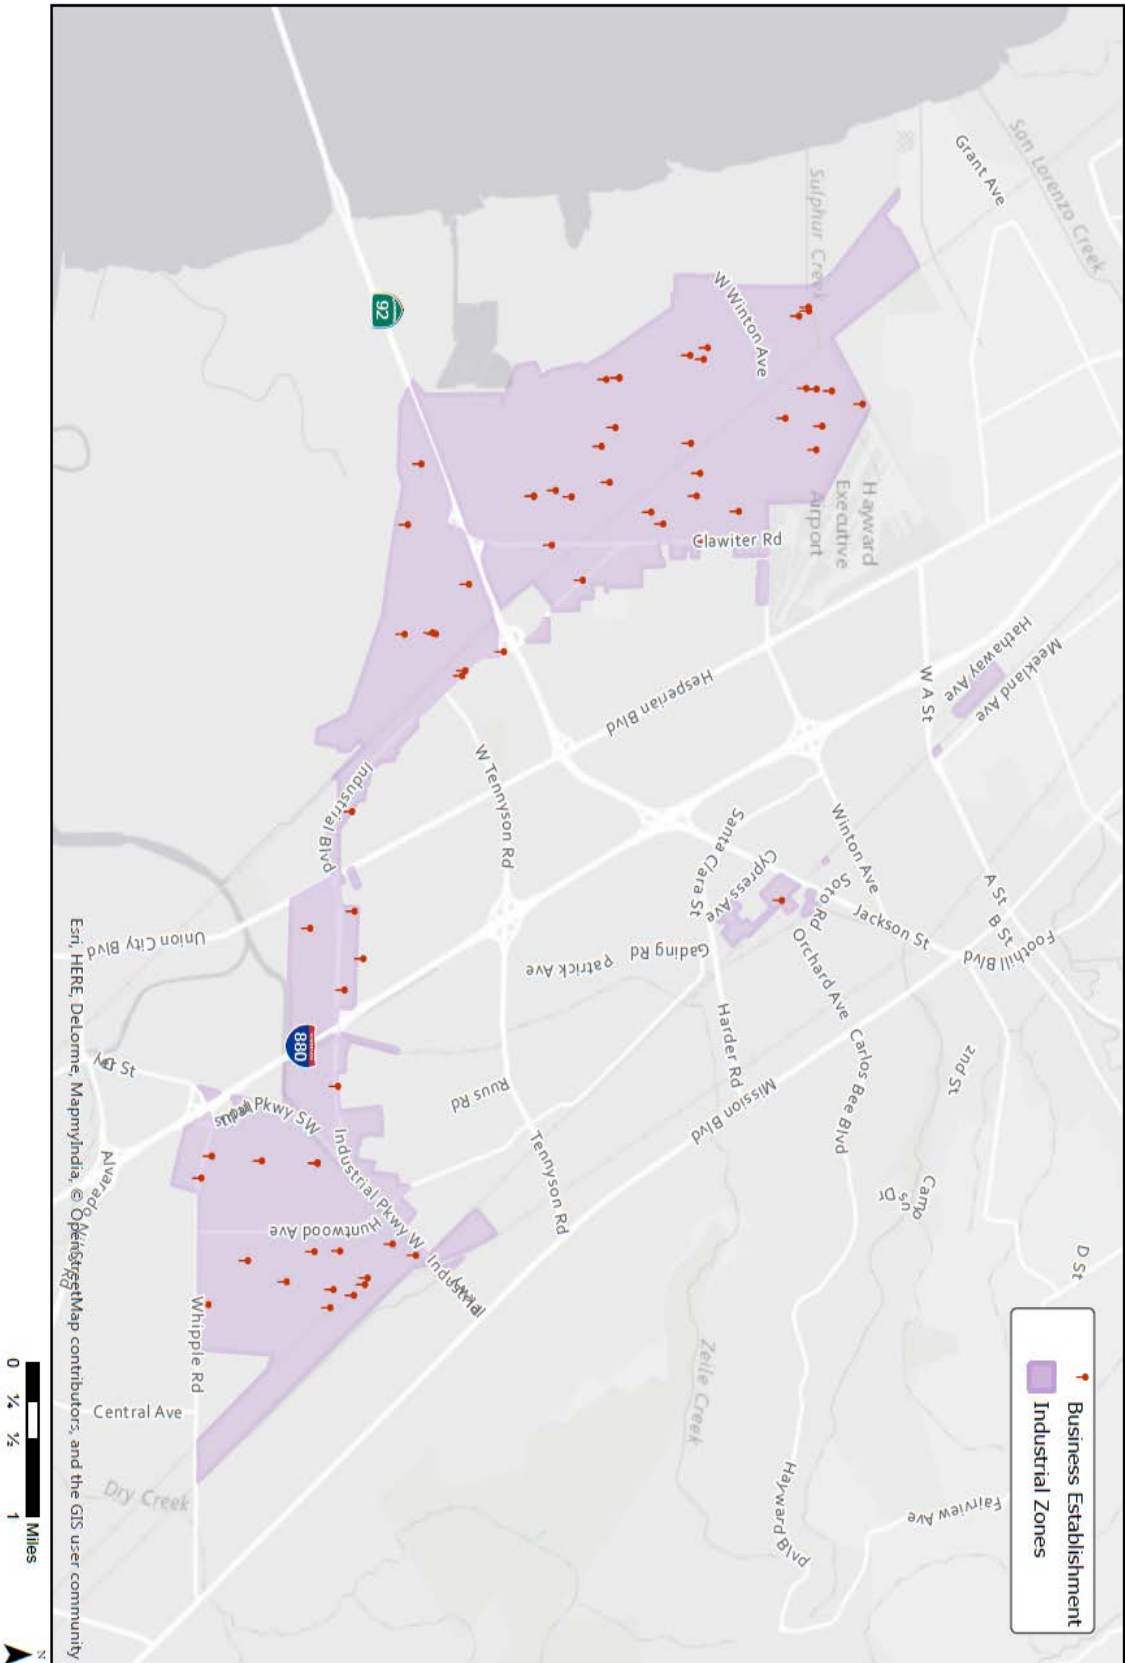 San Lorenzo Creek
Grant Ave
Sulphur Creek
W Winton Ave
92
Hayward
Executive
Airport
Clawiter Rd
Hathaway Ave
Meekland Ave
W A St
Hesperian Blvd
W Tennyson Rd
Industrial Blvd
Santa Clara St
Cypress Ave
Winton Ave
Soto Rd
Jackson St
A St
B St
Foothill Blvd
Orchard Ave
Gading Rd
Patrick Ave
Union City Blvd
Harder Rd
Carlos Bee Blvd
2nd St
Mission Blvd
880
Ruus Rd
Dyer St
Pkwy SW
Industrial Pkwy W
Tennyson Rd
Campus Dr
Huntwood Ave
Industrial
Pkwy
D St
Whipple Rd
Central Ave
Zeile Creek
Dry Creek
Hayward Blvd
Fairview Ave
Business Establishment
Industrial Zones
Esri, HERE, DeLorme, MapmyIndia, © OpenStreetMap contributors, and the GIS user community
0 ¼ ½ 1
Miles
N